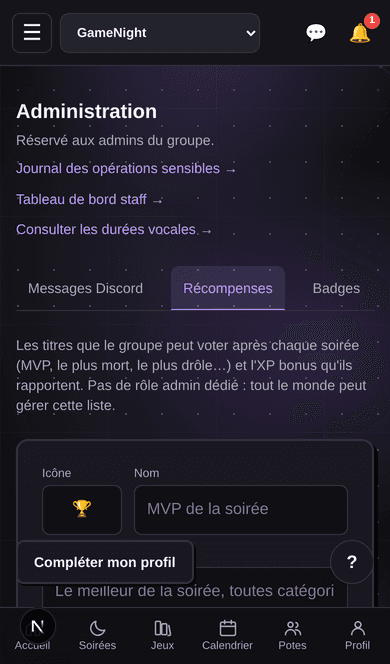 GameNight
1
Administration
Réservé aux admins du groupe.
Journal des opérations sensibles →
Tableau de bord staff →
Consulter les durées vocales →
Messages Discord
Récompenses
Badges
Les titres que le groupe peut voter après chaque soirée
(MVP, le plus mort, le plus drôle…) et l'XP bonus qu'ils
rapportent. Pas de rôle admin dédié : tout le monde peut
gérer cette liste.
Icône
Nom
MVP de la soirée
Compléter mon profil
?
Le meilleur de la soirée, toutes catégori
N
Accueil
Soirées
Jeux
Calendrier
Potes
Profil